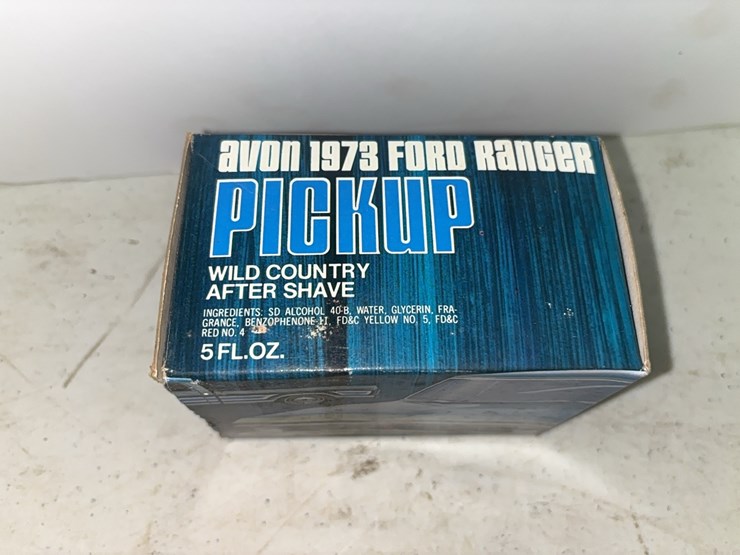 avon 1973 FORD RanGER
PICKUP
WILD COUNTRY
AFTER SHAVE
INGREDIENTS: SD ALCOHOL 40-B, WATER, GLYCERIN, FRA-
GRANCE, BENZOPHENONE-11, FD&C YELLOW NO. 5, FD&C
RED NO. 4
5 FL.OZ.